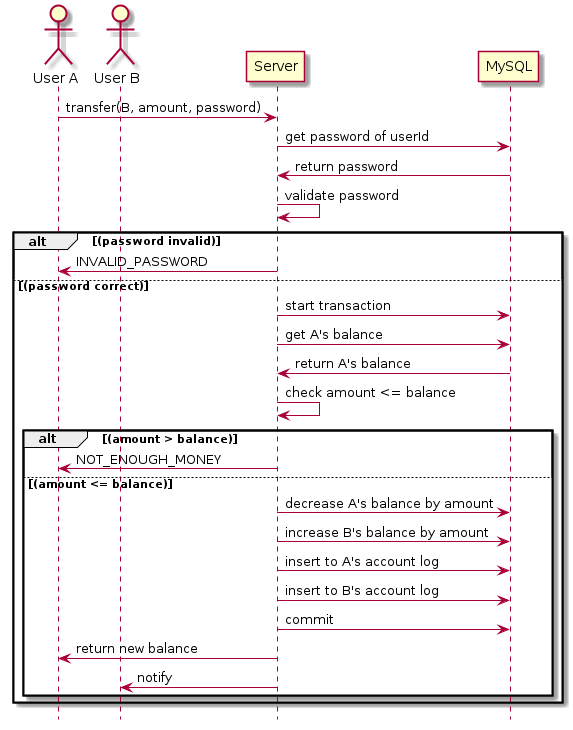 User A
User B
Server
MySQL
transfer(B, amount, password)
get password of userId
return password
validate password
alt
[(password invalid)]
INVALID_PASSWORD
[(password correct)]
start transaction
get A's balance
return A's balance
check amount <= balance
alt
[(amount > balance)]
NOT_ENOUGH_MONEY
[(amount <= balance)]
decrease A's balance by amount
increase B's balance by amount
insert to A's account log
insert to B's account log
commit
return new balance
notify